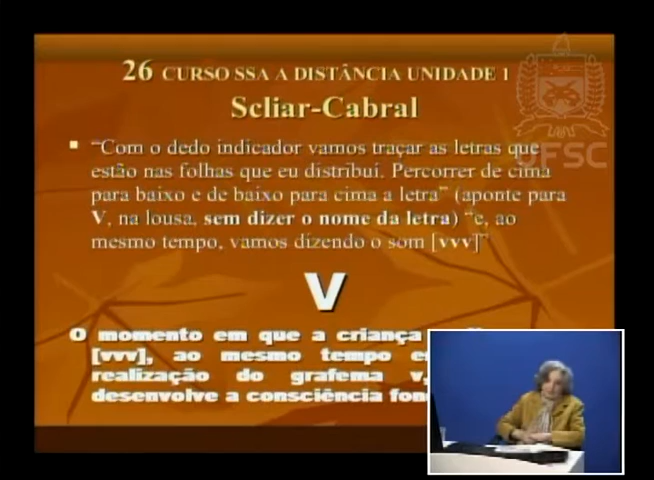 26 CURSO SSA A DISTÂNCIA UNIDADE 1
Scliar-Cabral
"Com o dedo indicador vamos traçar as letras que
estão nas folhas que eu distribuí. Percorrer de cima
para baixo e de baixo para cima a letra" (aponte para
V, na lousa, sem dizer o nome da letra) "e, ao
mesmo tempo, vamos dizendo o som [vvv]"
V
O momento em que a criança
[vvv], ao mesmo tempo
realização do grafema v,
desenvolve a consciência
UFSC